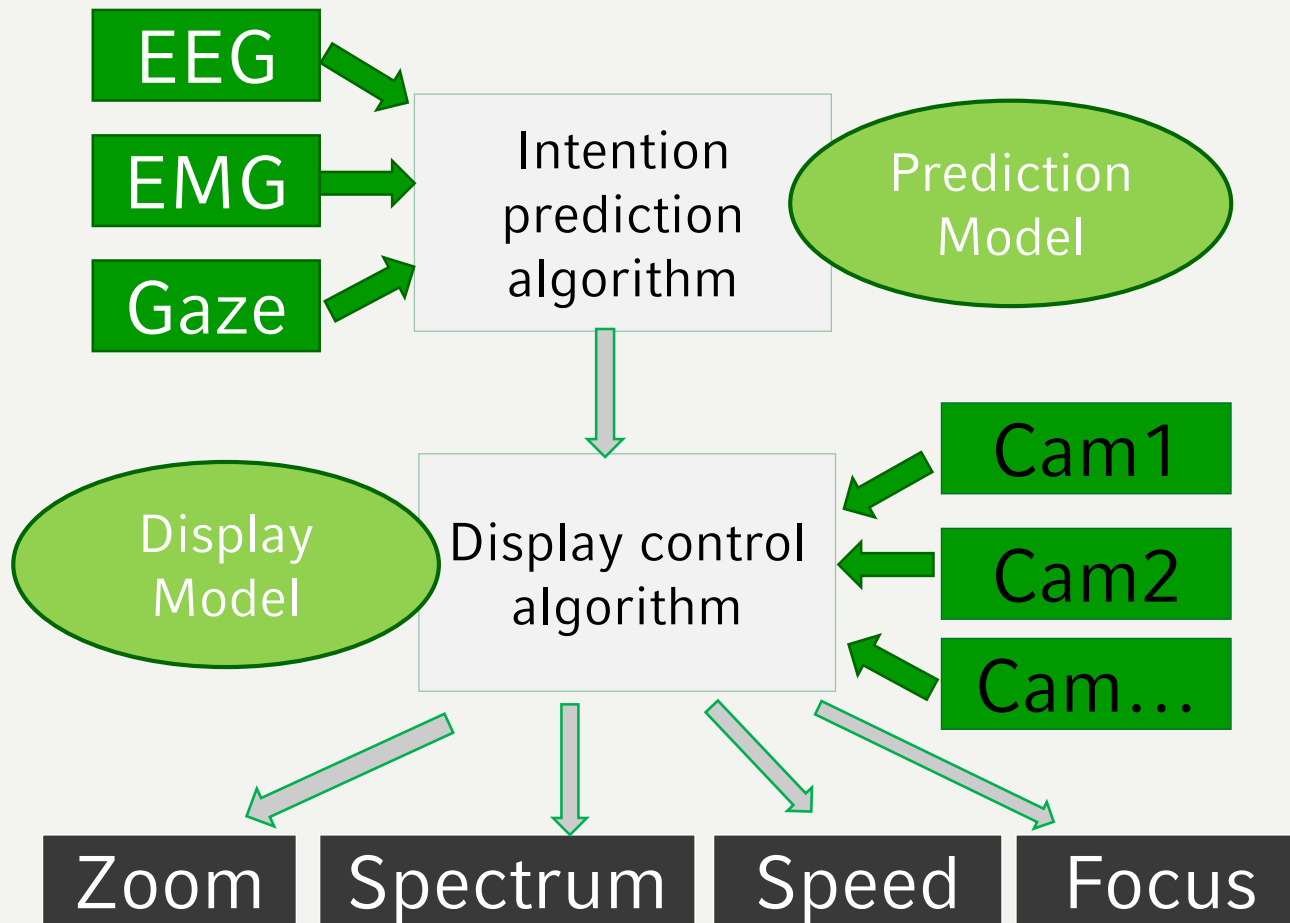 EEG
EMG
Gaze
Intention
prediction
algorithm
Prediction
Model
Display
Model
Display control
algorithm
Cam1
Cam2
Cam...
Zoom
Spectrum
Speed
Focus